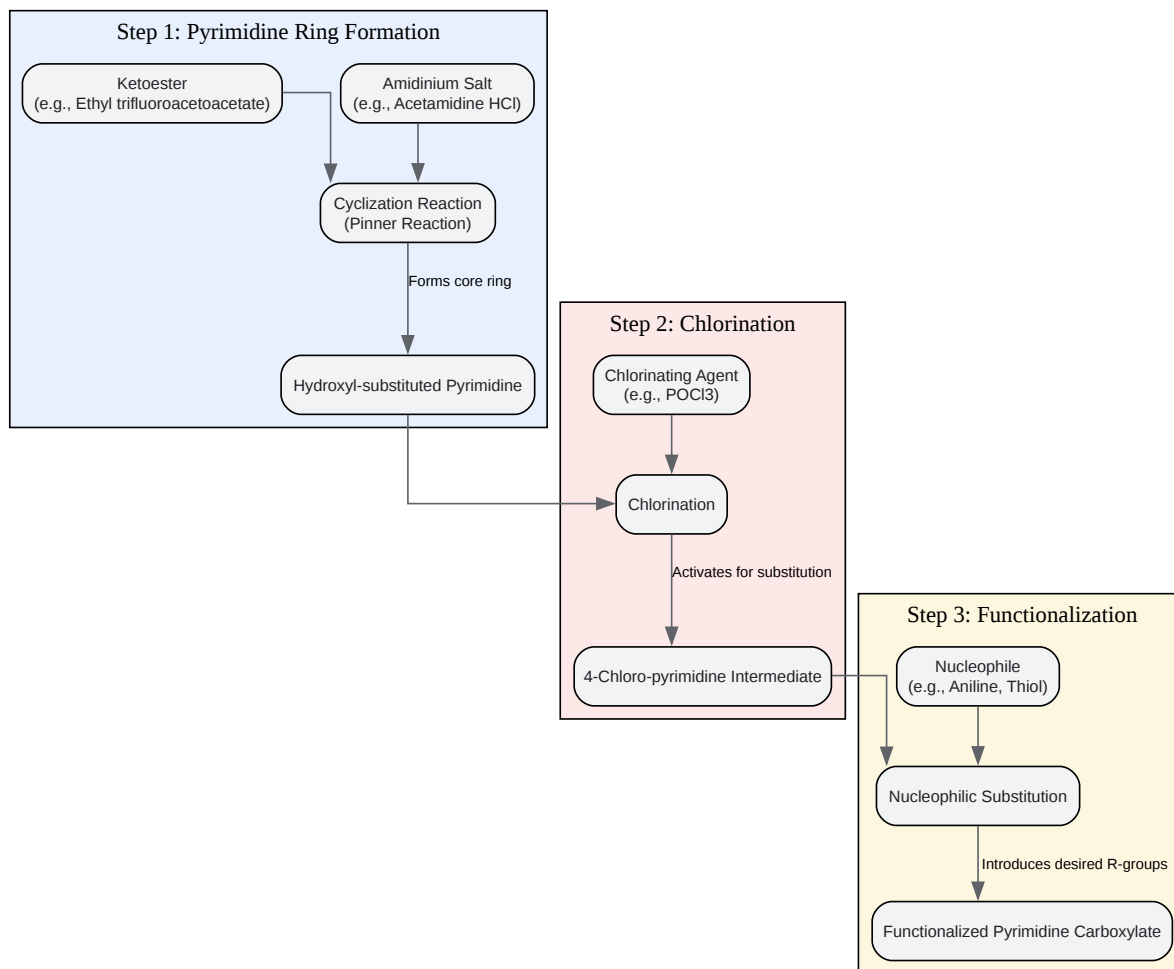 Step 1: Pyrimidine Ring Formation
Ketoester
(e.g., Ethyl trifluoroacetoacetate)
Amidinium Salt
(e.g., Acetamidine HCl)
Cyclization Reaction
(Pinner Reaction)
Forms core ring
Hydroxyl-substituted Pyrimidine
Step 2: Chlorination
Chlorinating Agent
(e.g., POCl3)
Chlorination
Activates for substitution
4-Chloro-pyrimidine Intermediate
Step 3: Functionalization
Nucleophile
(e.g., Aniline, Thiol)
Nucleophilic Substitution
Introduces desired R-groups
Functionalized Pyrimidine Carboxylate